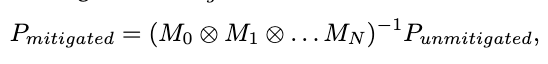 P_{mitigated} = (M_0 ⊗ M_1 ⊗ … M_N)^{-1} P_{unmitigated},